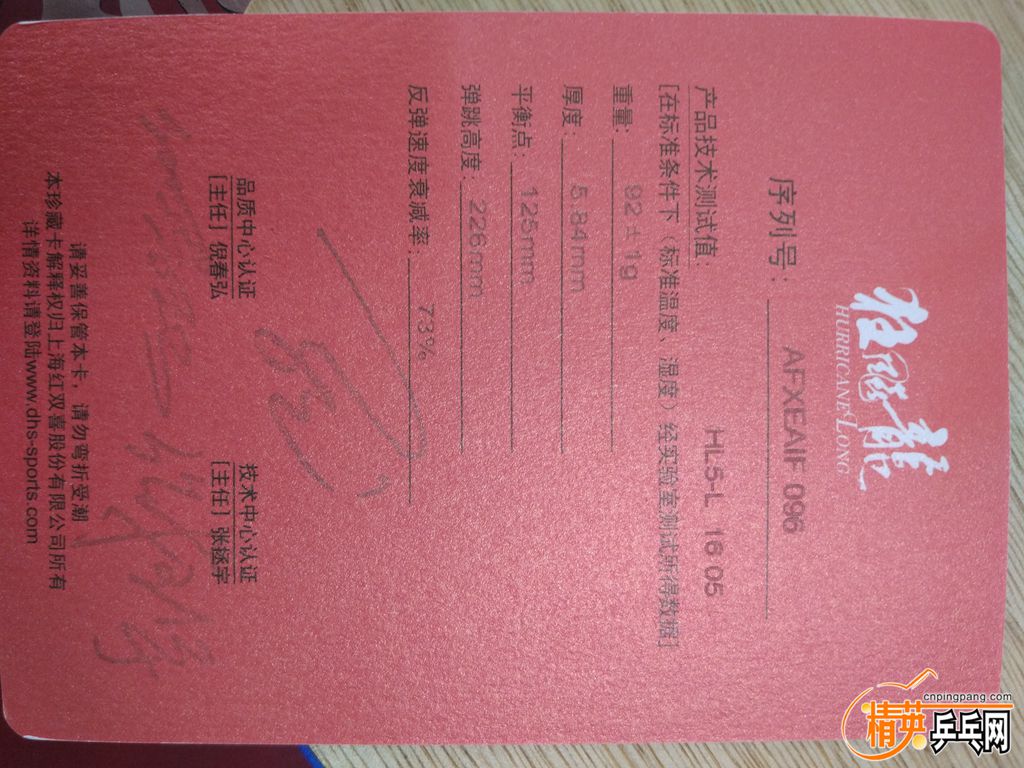 狂飚龍
HURRICANE LONG
序列号： AFXEAIF 096
HL5-L 16 05
产品技术测试值：
[在标准条件下（标准温度、湿度）经实验室测试所得数据]
重量： 92±1g
厚度： 5.84mm
平衡点： 125mm
弹跳高度： 226mm
反弹速度衰减率： 73%
品质中心认证 技术中心认证
[主任] 倪春弘 [主任] 张拯宇
请妥善保管本卡，请勿弯折受潮
本珍藏卡解释权归上海红双喜股份有限公司所有
详情资料请登陆www.dhs-sports.com
cnpingpang.com
精英乒乓网